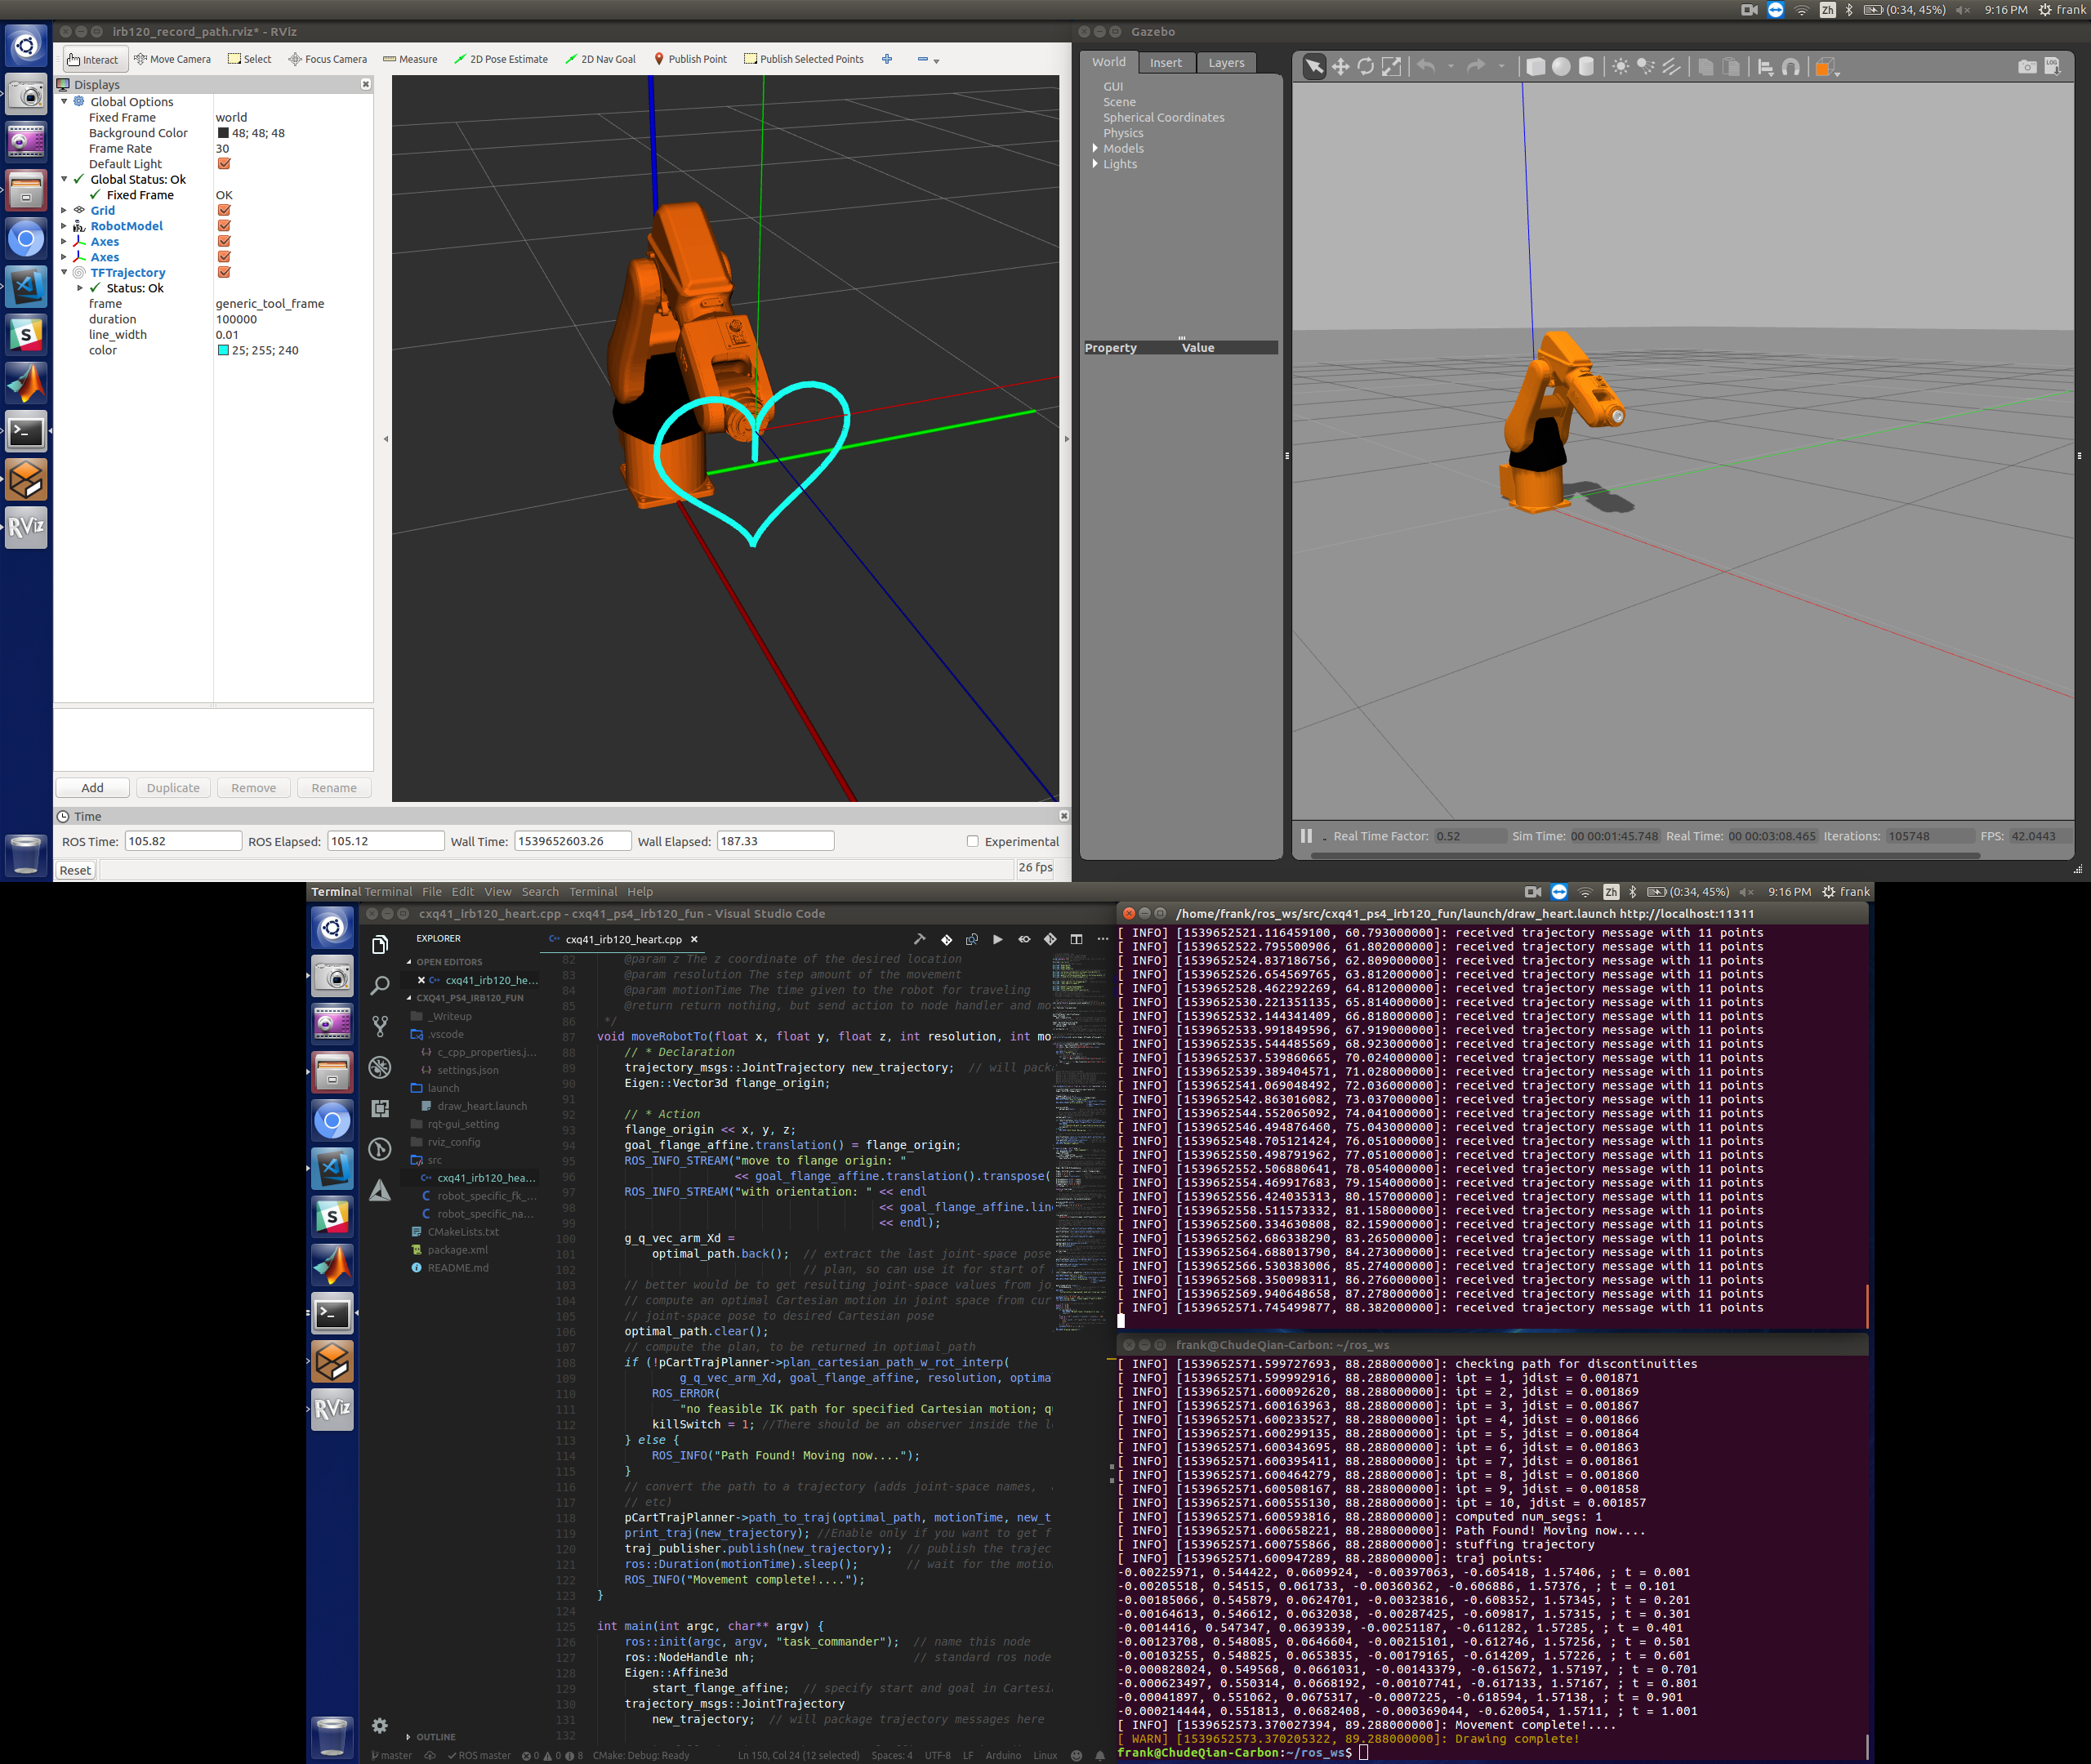 (0:34, 45%) 9:16 PM frank
irb120_record_path.rviz* - RViz
Interact Move Camera Select Focus Camera Measure 2D Pose Estimate 2D Nav Goal Publish Point Publish Selected Points
Displays
Global Options
Fixed Frame world
Background Color 48; 48; 48
Frame Rate 30
Default Light
Global Status: Ok
Fixed Frame OK
Grid
RobotModel
Axes
Axes
TFTrajectory
Status: Ok
frame generic_tool_frame
duration 100000
line_width 0.01
color 25; 255; 240
Add Duplicate Remove Rename
Time
ROS Time: 105.82 ROS Elapsed: 105.12 Wall Time: 1539652603.26 Wall Elapsed: 187.33 Experimental
Reset 26 fps
RViz
Gazebo
World Insert Layers
GUI
Scene
Spherical Coordinates
Physics
Models
Lights
Property Value
Real Time Factor: 0.52 Sim Time: 00 00:01:45.748 Real Time: 00 00:03:08.465 Iterations: 105748 FPS: 42.0443
Terminal Terminal File Edit View Search Terminal Help
Zh (0:34, 45%) 9:16 PM frank
cxq41_irb120_heart.cpp - cxq41_ps4_irb120_fun - Visual Studio Code
EXPLORER
OPEN EDITORS
cxq41_irb120_he...
CXQ41_PS4_IRB120_FUN
_Writeup
.vscode
c_cpp_properties.j...
settings.json
launch
draw_heart.launch
rqt-gui_setting
rviz_config
src
cxq41_irb120_hea...
robot_specific_fk_...
robot_specific_na...
CMakeLists.txt
package.xml
README.md
OUTLINE
RViz
cxq41_irb120_heart.cpp
82 @param z The z coordinate of the desired location
83 @param resolution The step amount of the movement
84 @param motionTime The time given to the robot for traveling
85 @return return nothing, but send action to node handler and mo
86 */
87 void moveRobotTo(float x, float y, float z, int resolution, int mo
88 // * Declaration
89 trajectory_msgs::JointTrajectory new_trajectory; // will pack
90 Eigen::Vector3d flange_origin;
91
92 // * Action
93 flange_origin << x, y, z;
94 goal_flange_affine.translation() = flange_origin;
95 ROS_INFO_STREAM("move to flange origin: "
96 << goal_flange_affine.translation().transpose(
97 ROS_INFO_STREAM("with orientation: " << endl
98 << goal_flange_affine.lin
99 << endl);
100 g_q_vec_arm_Xd =
101 optimal_path.back(); // extract the last joint-space pose
102 // plan, so can use it for start of
103 // better would be to get resulting joint-space values from jo
104 // compute an optimal Cartesian motion in joint space from cur
105 // joint-space pose to desired Cartesian pose
106 optimal_path.clear();
107 // compute the plan, to be returned in optimal_path
108 if (!pCartTrajPlanner->plan_cartesian_path_w_rot_interp(
109 g_q_vec_arm_Xd, goal_flange_affine, resolution, optima
110 ROS_ERROR(
111 "no feasible IK path for specified Cartesian motion; q
112 killSwitch = 1; //There should be an observer inside the l
113 } else {
114 ROS_INFO("Path Found! Moving now....");
115 }
116 // convert the path to a trajectory (adds joint-space names,
117 // etc)
118 pCartTrajPlanner->path_to_traj(optimal_path, motionTime, new_t
119 print_traj(new_trajectory); //Enable only if you want to get f
120 traj_publisher.publish(new_trajectory); // publish the trajec
121 ros::Duration(motionTime).sleep(); // wait for the motio
122 ROS_INFO("Movement complete!....");
123 }
124
125 int main(int argc, char** argv) {
126 ros::init(argc, argv, "task_commander"); // name this node
127 ros::NodeHandle nh; // standard ros node
128 Eigen::Affine3d
129 start_flange_affine; // specify start and goal in Cartesi
130 trajectory_msgs::JointTrajectory
131 new_trajectory; // will package trajectory messages here
132
master ROS master 0 0 8 CMake: Debug: Ready Ln 150, Col 24 (12 selected) Spaces: 4 UTF-8 LF Arduino Linux
/home/frank/ros_ws/src/cxq41_ps4_irb120_fun/launch/draw_heart.launch http://localhost:11311
[ INFO] [1539652521.116459100, 60.793000000]: received trajectory message with 11 points
[ INFO] [1539652522.795500906, 61.802000000]: received trajectory message with 11 points
[ INFO] [1539652524.837186756, 62.809000000]: received trajectory message with 11 points
[ INFO] [1539652526.654569765, 63.812000000]: received trajectory message with 11 points
[ INFO] [1539652528.462292269, 64.812000000]: received trajectory message with 11 points
[ INFO] [1539652530.221351135, 65.814000000]: received trajectory message with 11 points
[ INFO] [1539652532.144341409, 66.818000000]: received trajectory message with 11 points
[ INFO] [1539652533.991849596, 67.919000000]: received trajectory message with 11 points
[ INFO] [1539652535.544485569, 68.923000000]: received trajectory message with 11 points
[ INFO] [1539652537.539860665, 70.024000000]: received trajectory message with 11 points
[ INFO] [1539652539.389404571, 71.028000000]: received trajectory message with 11 points
[ INFO] [1539652541.069048492, 72.036000000]: received trajectory message with 11 points
[ INFO] [1539652542.863016082, 73.037000000]: received trajectory message with 11 points
[ INFO] [1539652544.552065092, 74.041000000]: received trajectory message with 11 points
[ INFO] [1539652546.494876460, 75.043000000]: received trajectory message with 11 points
[ INFO] [1539652548.705121424, 76.051000000]: received trajectory message with 11 points
[ INFO] [1539652550.498791962, 77.051000000]: received trajectory message with 11 points
[ INFO] [1539652552.506880641, 78.054000000]: received trajectory message with 11 points
[ INFO] [1539652554.469917683, 79.154000000]: received trajectory message with 11 points
[ INFO] [1539652556.424035313, 80.157000000]: received trajectory message with 11 points
[ INFO] [1539652558.511573332, 81.158000000]: received trajectory message with 11 points
[ INFO] [1539652560.334630808, 82.159000000]: received trajectory message with 11 points
[ INFO] [1539652562.686338290, 83.265000000]: received trajectory message with 11 points
[ INFO] [1539652564.688013790, 84.273000000]: received trajectory message with 11 points
[ INFO] [1539652566.530383006, 85.274000000]: received trajectory message with 11 points
[ INFO] [1539652568.350098311, 86.276000000]: received trajectory message with 11 points
[ INFO] [1539652569.940648658, 87.278000000]: received trajectory message with 11 points
[ INFO] [1539652571.745499877, 88.382000000]: received trajectory message with 11 points
frank@ChudeQian-Carbon: ~/ros_ws
[ INFO] [1539652571.599727693, 88.288000000]: checking path for discontinuities
[ INFO] [1539652571.599992916, 88.288000000]: ipt = 1, jdist = 0.001871
[ INFO] [1539652571.600092620, 88.288000000]: ipt = 2, jdist = 0.001869
[ INFO] [1539652571.600163963, 88.288000000]: ipt = 3, jdist = 0.001867
[ INFO] [1539652571.600233527, 88.288000000]: ipt = 4, jdist = 0.001866
[ INFO] [1539652571.600299135, 88.288000000]: ipt = 5, jdist = 0.001864
[ INFO] [1539652571.600343695, 88.288000000]: ipt = 6, jdist = 0.001863
[ INFO] [1539652571.600395411, 88.288000000]: ipt = 7, jdist = 0.001861
[ INFO] [1539652571.600464279, 88.288000000]: ipt = 8, jdist = 0.001860
[ INFO] [1539652571.600508167, 88.288000000]: ipt = 9, jdist = 0.001858
[ INFO] [1539652571.600555130, 88.288000000]: ipt = 10, jdist = 0.001857
[ INFO] [1539652571.600593816, 88.288000000]: computed num_segs: 1
[ INFO] [1539652571.600658221, 88.288000000]: Path Found! Moving now....
[ INFO] [1539652571.600755866, 88.288000000]: stuffing trajectory
[ INFO] [1539652571.600947289, 88.288000000]: traj points:
-0.00225971, 0.544422, 0.0609924, -0.00397063, -0.605418, 1.57406, ; t = 0.001
-0.00205518, 0.54515, 0.061733, -0.00360362, -0.606886, 1.57376, ; t = 0.101
-0.00185066, 0.545879, 0.0624701, -0.00323816, -0.608352, 1.57345, ; t = 0.201
-0.00164613, 0.546612, 0.0632038, -0.00287425, -0.609817, 1.57315, ; t = 0.301
-0.0014416, 0.547347, 0.0639339, -0.00251187, -0.611282, 1.57285, ; t = 0.401
-0.00123708, 0.548085, 0.0646604, -0.00215101, -0.612746, 1.57256, ; t = 0.501
-0.00103255, 0.548825, 0.0653835, -0.00179165, -0.614209, 1.57226, ; t = 0.601
-0.000828024, 0.549568, 0.0661031, -0.00143379, -0.615672, 1.57197, ; t = 0.701
-0.000623497, 0.550314, 0.0668192, -0.00107741, -0.617133, 1.57167, ; t = 0.801
-0.00041897, 0.551062, 0.0675317, -0.0007225, -0.618594, 1.57138, ; t = 0.901
-0.000214444, 0.551813, 0.0682408, -0.000369044, -0.620054, 1.5711, ; t = 1.001
[ INFO] [1539652573.370027394, 89.288000000]: Movement complete!....
[ WARN] [1539652573.370205322, 89.288000000]: Drawing complete!
frank@ChudeQian-Carbon:~/ros_ws$